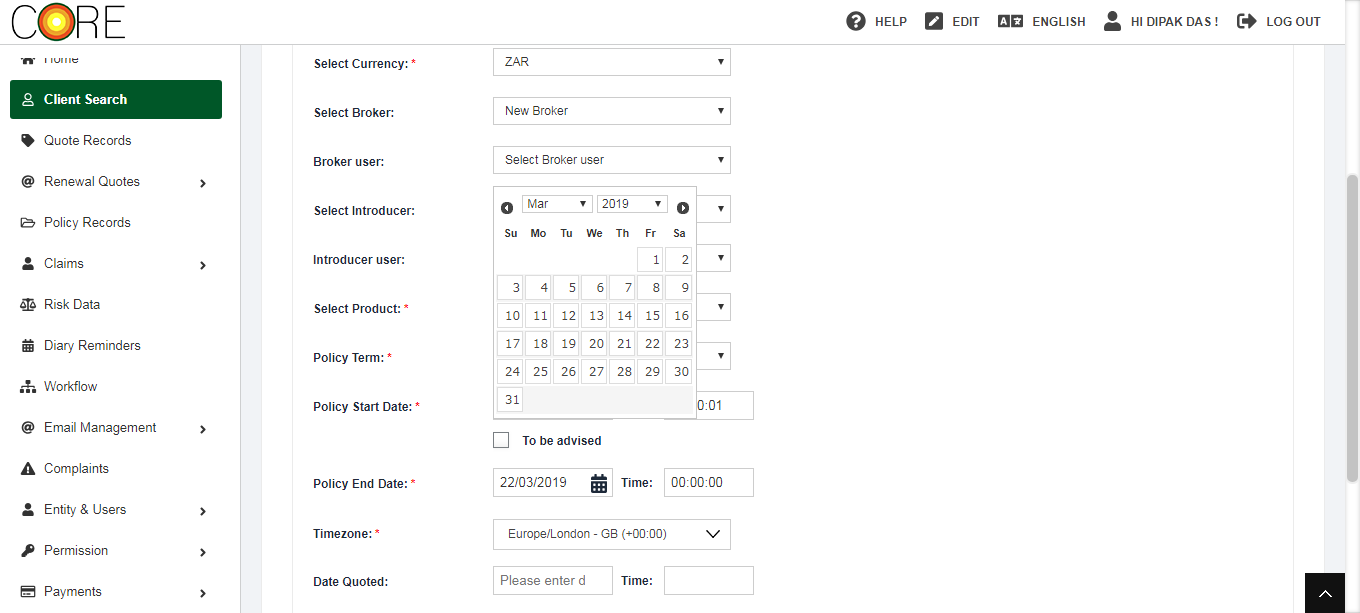 CORE
HELP
EDIT
ENGLISH
HI DIPAK DAS !
LOG OUT
Home
Client Search
Quote Records
Renewal Quotes
Policy Records
Claims
Risk Data
Diary Reminders
Workflow
Email Management
Complaints
Entity & Users
Permission
Payments
Select Currency: *
ZAR
Select Broker:
New Broker
Broker user:
Select Broker user
Select Introducer:
Introducer user:
Select Product: *
Policy Term: *
Policy Start Date: *
Mar 2019
Su Mo Tu We Th Fr Sa
1 2
3 4 5 6 7 8 9
10 11 12 13 14 15 16
17 18 19 20 21 22 23
24 25 26 27 28 29 30
31
0:01
To be advised
Policy End Date: *
22/03/2019
Time:
00:00:00
Timezone: *
Europe/London - GB (+00:00)
Date Quoted:
Please enter d
Time: